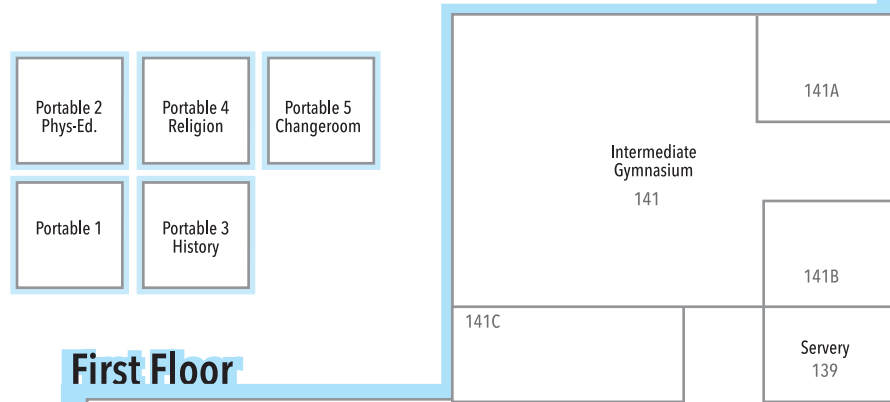 Portable 2
Phys-Ed.
Portable 4
Religion
Portable 5
Changeroom
Portable 1
Portable 3
History
141A
Intermediate
Gymnasium
141
141B
141C
Servery
139
First Floor